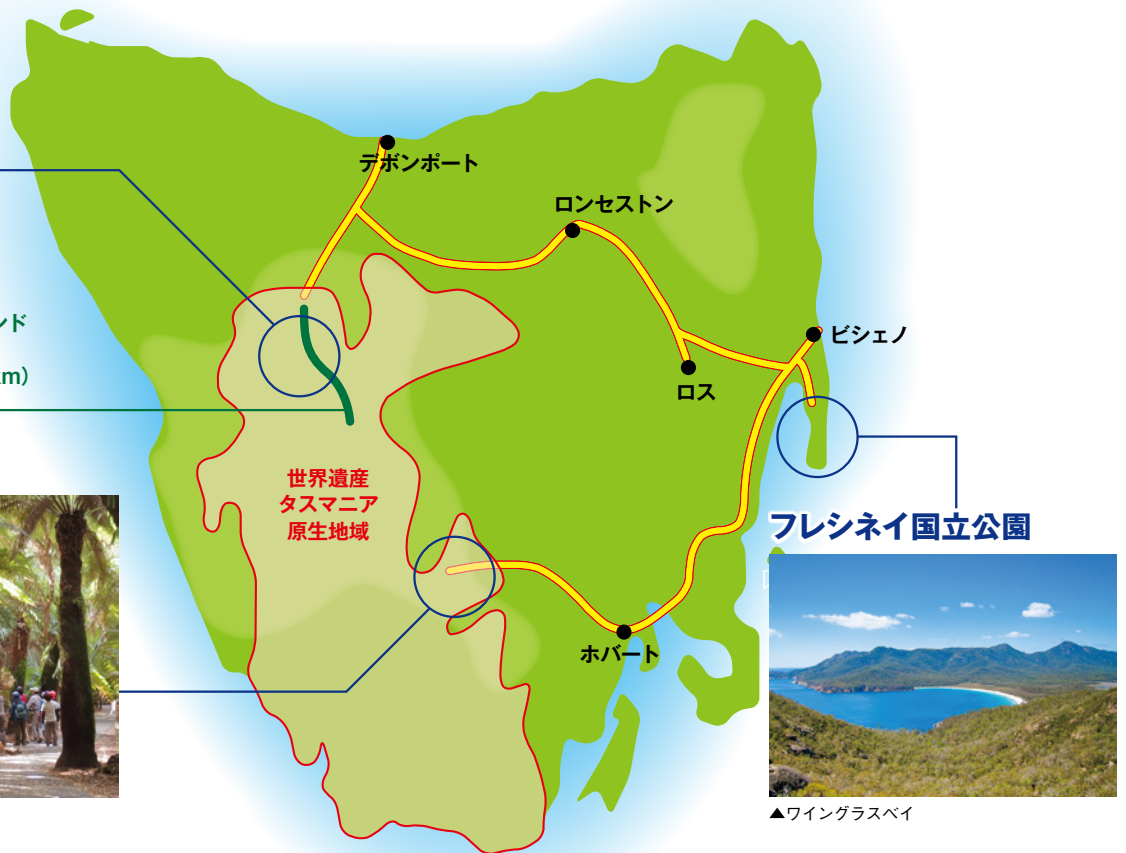 デボンポート
ロンセストン
ンド
km）
ビシェノ
ロス
世界遺産
タスマニア
原生地域
フレシネイ国立公園
ホバート
▲ワイングラスベイ